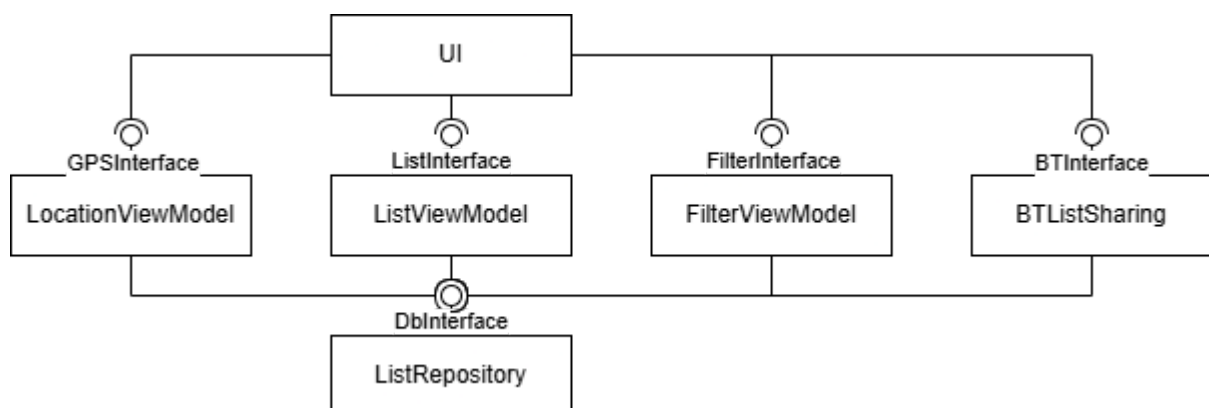 UI
GPSInterface
ListInterface
FilterInterface
BTInterface
LocationViewModel
ListViewModel
FilterViewModel
BTListSharing
DbInterface
ListRepository